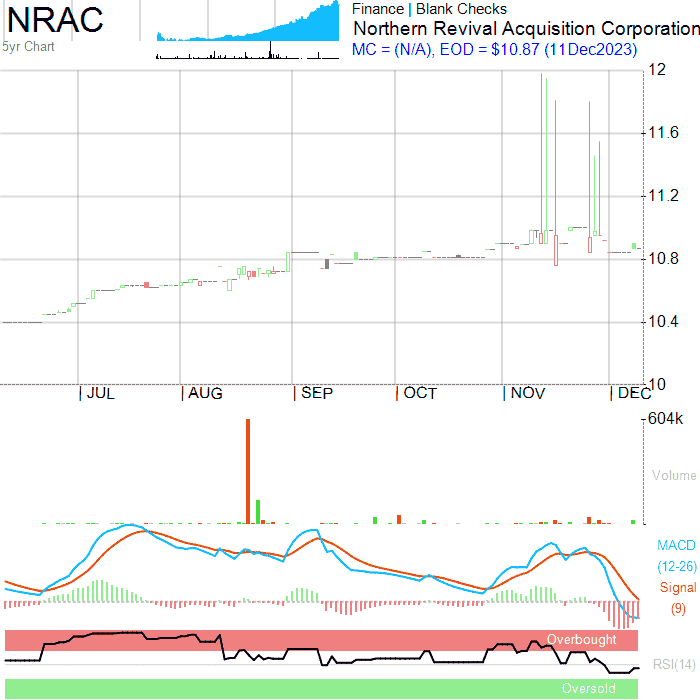 NRAC
5yr Chart
Finance | Blank Checks
Northern Revival Acquisition Corporation
MC = (N/A), EOD = $10.87 (11Dec2023)
12
11.6
11.2
10.8
10.4
10
| JUL | AUG | SEP | OCT | NOV | DEC
604k
Volume
MACD
(12-26)
Signal
(9)
Overbought
RSI(14)
Oversold